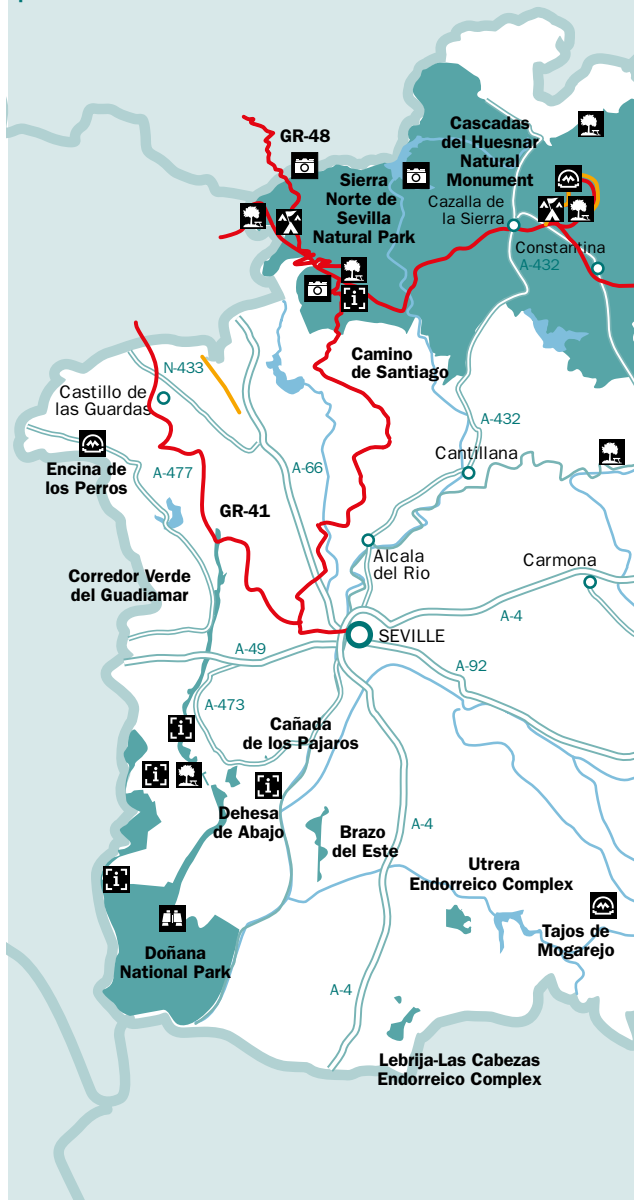 GR-48
Cascadas
del Huesnar
Natural
Monument
Sierra
Norte de
Sevilla
Natural Park
Cazalla de
la Sierra
Constantina
A-432
Camino
de Santiago
N-433
Castillo de
las Guardas
A-432
Cantillana
Encina de
los Perros
A-477
A-66
GR-41
Alcala
del Rio
Carmona
Corredor Verde
del Guadiamar
A-4
SEVILLE
A-49
A-92
A-473
Cañada
de los Pajaros
Dehesa
de Abajo
Brazo
del Este
A-4
Utrera
Endorreico Complex
Tajos de
Mogarejo
Doñana
National Park
A-4
Lebrija-Las Cabezas
Endorreico Complex